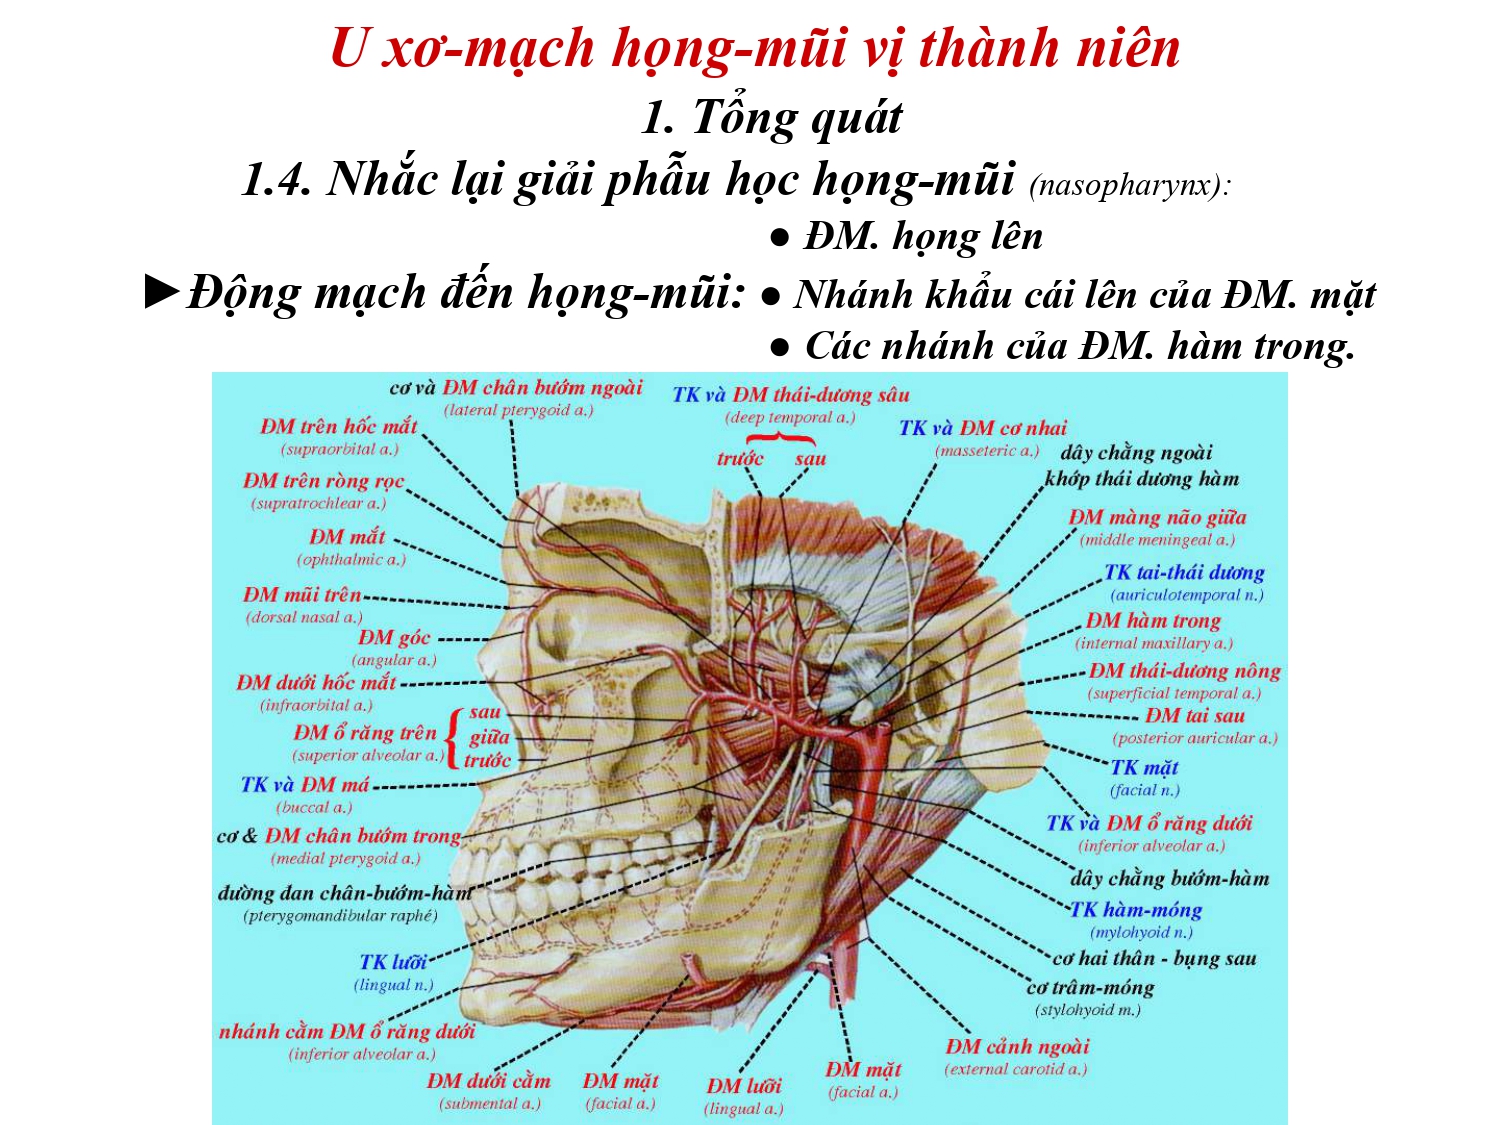 U xơ-mạch họng-mũi vị thành niên
1. Tổng quát
1.4. Nhắc lại giải phẫu học họng-mũi (nasopharynx):
● ĐM. họng lên
►Động mạch đến họng-mũi: ● Nhánh khẩu cái lên của ĐM. mặt
● Các nhánh của ĐM. hàm trong.
cơ và ĐM chân bướm ngoài
(lateral pterygoid a.)
ĐM trên hốc mắt
(supraorbital a.)
ĐM trên ròng rọc
(supratrochlear a.)
ĐM mắt
(ophthalmic a.)
ĐM mũi trên
(dorsal nasal a.)
ĐM góc
(angular a.)
ĐM dưới hốc mắt
(infraorbital a.)
ĐM ổ răng trên
(superior alveolar a.)
{
sau
giữa
trước
TK và ĐM má
(buccal a.)
cơ & ĐM chân bướm trong
(medial pterygoid a.)
đường đan chân-bướm-hàm
(pterygomandibular raphé)
TK lưỡi
(lingual n.)
nhánh cằm ĐM ổ răng dưới
(inferior alveolar a.)
ĐM dưới cằm
(submental a.)
ĐM mặt
(facial a.)
ĐM lưỡi
(lingual a.)
ĐM mặt
(facial a.)
ĐM cảnh ngoài
(external carotid a.)
TK và ĐM thái-dương sâu
(deep temporal a.)
trước sau
TK và ĐM cơ nhai
(masseteric a.)
dây chằng ngoài
khớp thái dương hàm
ĐM màng não giữa
(middle meningeal a.)
TK tai-thái dương
(auriculotemporal n.)
ĐM hàm trong
(internal maxillary a.)
ĐM thái-dương nông
(superficial temporal a.)
ĐM tai sau
(posterior auricular a.)
TK mặt
(facial n.)
TK và ĐM ổ răng dưới
(inferior alveolar a.)
dây chằng bướm-hàm
TK hàm-móng
(mylohyoid n.)
cơ hai thân - bụng sau
cơ trâm-móng
(stylohyoid m.)